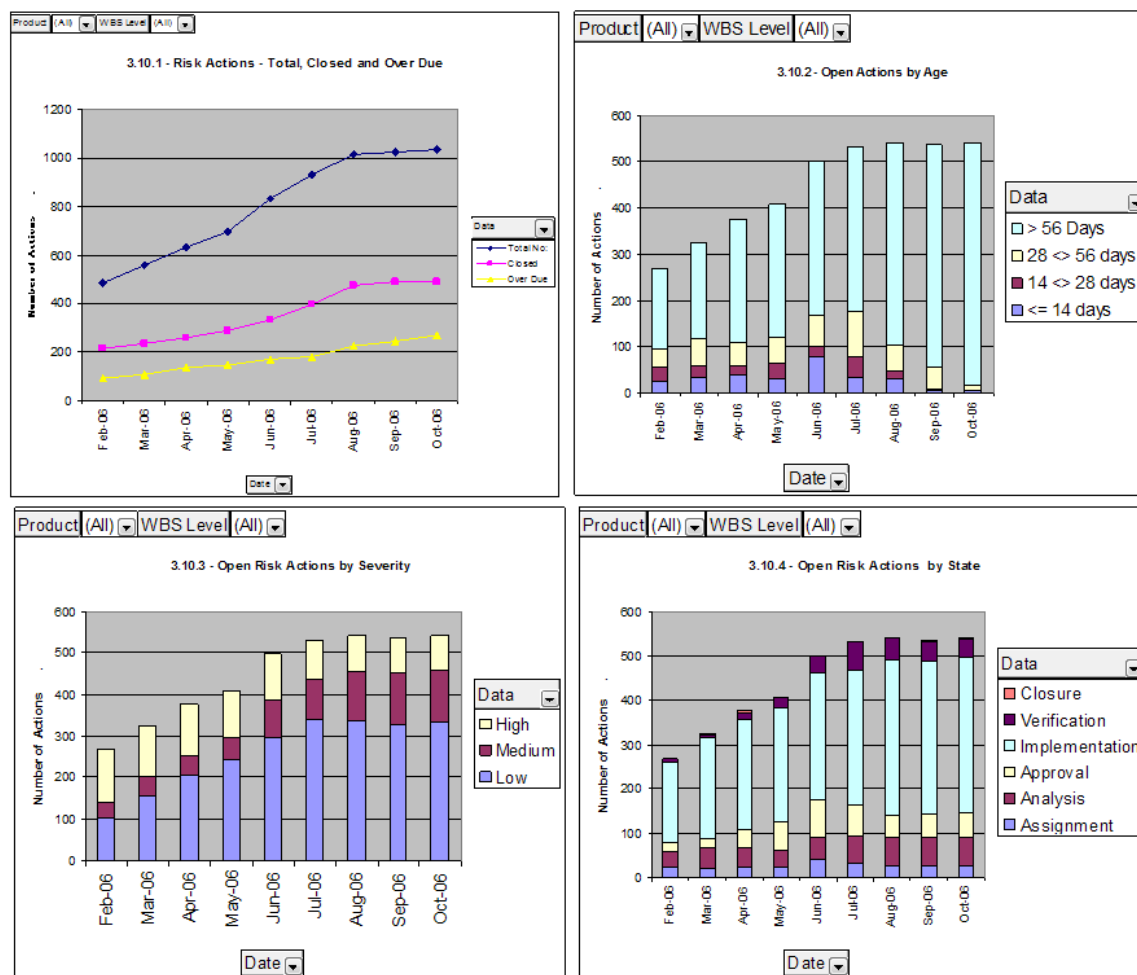 Product (All) WBS Level (All)
3.10.1 - Risk Actions - Total, Closed and Over Due
Number of Actions
1200
1000
800
600
400
200
0
Feb-06
Mar-06
Apr-06
May-06
Jun-06
Jul-06
Aug-06
Sep-06
Oct-06
Data
Total No:
Closed
Over Due
Date
Product (All) WBS Level (All)
3.10.2 - Open Actions by Age
Number of Actions
600
500
400
300
200
100
0
Feb-06
Mar-06
Apr-06
May-06
Jun-06
Jul-06
Aug-06
Sep-06
Oct-06
Data
> 56 Days
28 <> 56 days
14 <> 28 days
<= 14 days
Date
Product (All) WBS Level (All)
3.10.3 - Open Risk Actions by Severity
Number of Actions
600
500
400
300
200
100
0
Feb-06
Mar-06
Apr-06
May-06
Jun-06
Jul-06
Aug-06
Sep-06
Oct-06
Data
High
Medium
Low
Date
Product (All) WBS Level (All)
3.10.4 - Open Risk Actions by State
Number of Actions
600
500
400
300
200
100
0
Feb-06
Mar-06
Apr-06
May-06
Jun-06
Jul-06
Aug-06
Sep-06
Oct-06
Data
Closure
Verification
Implementation
Approval
Analysis
Assignment
Date